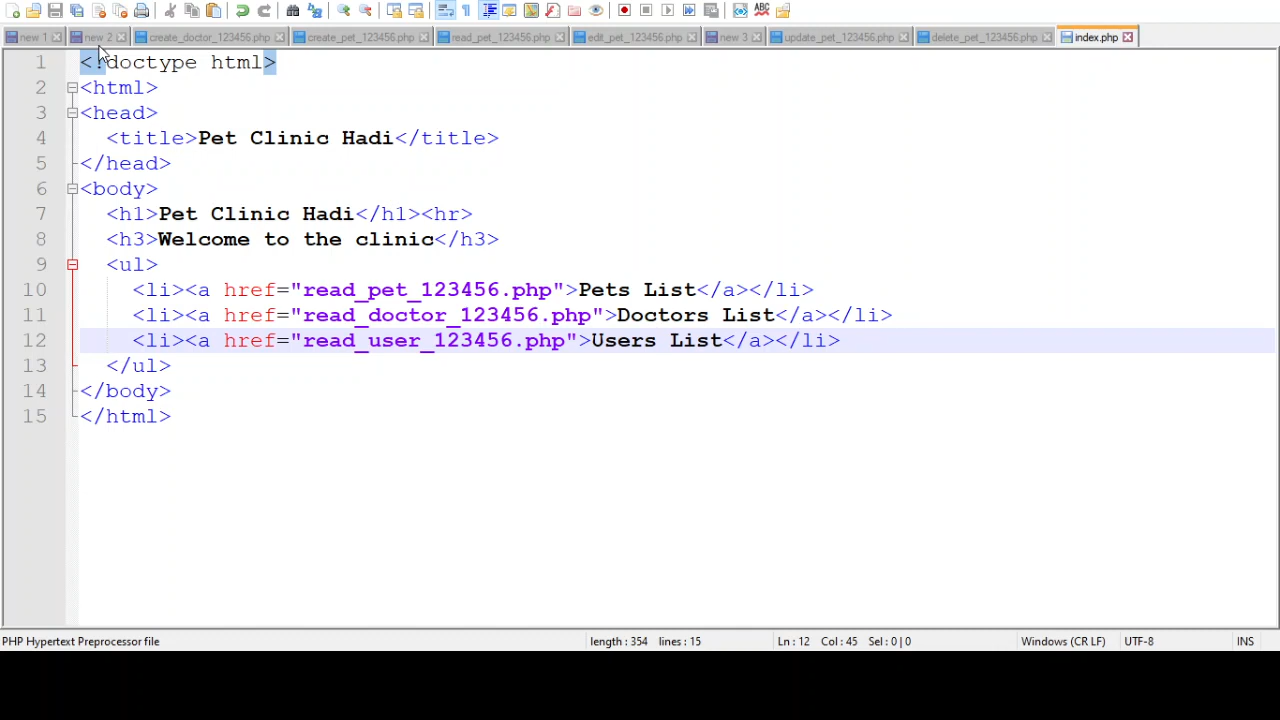 new 1 new 2 create_doctor_123456.php create_pet_123456.php read_pet_123456.php edit_pet_123456.php new 3 update_pet_123456.php delete_pet_123456.php index.php
1 <!doctype html>
2 <html>
3 <head>
4 <title>Pet Clinic Hadi</title>
5 </head>
6 <body>
7 <h1>Pet Clinic Hadi</h1><hr>
8 <h3>Welcome to the clinic</h3>
9 <ul>
10 <li><a href="read_pet_123456.php">Pets List</a></li>
11 <li><a href="read_doctor_123456.php">Doctors List</a></li>
12 <li><a href="read_user_123456.php">Users List</a></li>
13 </ul>
14 </body>
15 </html>
PHP Hypertext Preprocessor file length : 354 lines : 15 Ln : 12 Col : 45 Sel : 0 | 0 Windows (CR LF) UTF-8 INS